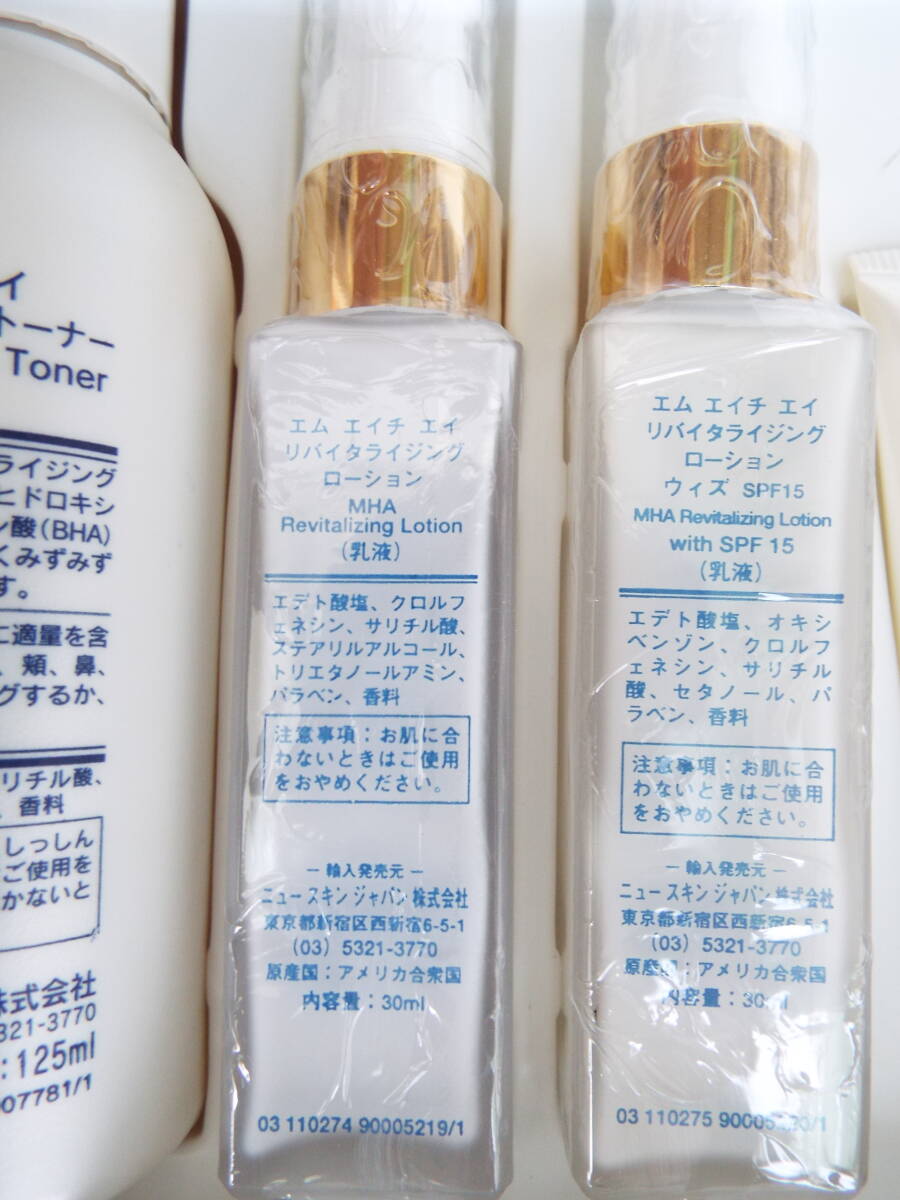 イ
トーナー
Toner
ライジング
ヒドロキシ
ン酸(BHA)
くみずみず
す。
に適量を含
、頬、鼻、
グするか、
リチル酸、
、香料
しっしん
ご使用を
かないと
株式会社
321-3770
:125ml
007781/1
エム エイチ エイ
リバイタライジング
ローション
MHA
Revitalizing Lotion
(乳液)
エデト酸塩、クロルフ
ェネシン、サリチル酸、
ステアリルアルコール、
トリエタノールアミン、
パラベン、香料
注意事項:お肌に合
わないときはご使用
をおやめください。
― 輸入発売元 ―
ニュー スキン ジャパン 株式会社
東京都新宿区西新宿6-5-1
(03) 5321-3770
原産国:アメリカ合衆国
内容量:30ml
03 110274 90005219/1
エム エイチ エイ
リバイタライジング
ローション
ウィズ SPF15
MHA Revitalizing Lotion
with SPF 15
(乳液)
エデト酸塩、オキシ
ベンゾン、クロルフ
ェネシン、サリチル
酸、セタノール、パ
ラベン、香料
注意事項:お肌に合
わないときはご使用
をおやめください。
― 輸入発売元 ―
ニュー スキン ジャパン 株式会社
東京都新宿区西新宿6-5-1
(03) 5321-3770
原産国:アメリカ合衆国
内容量:30ml
03 110275